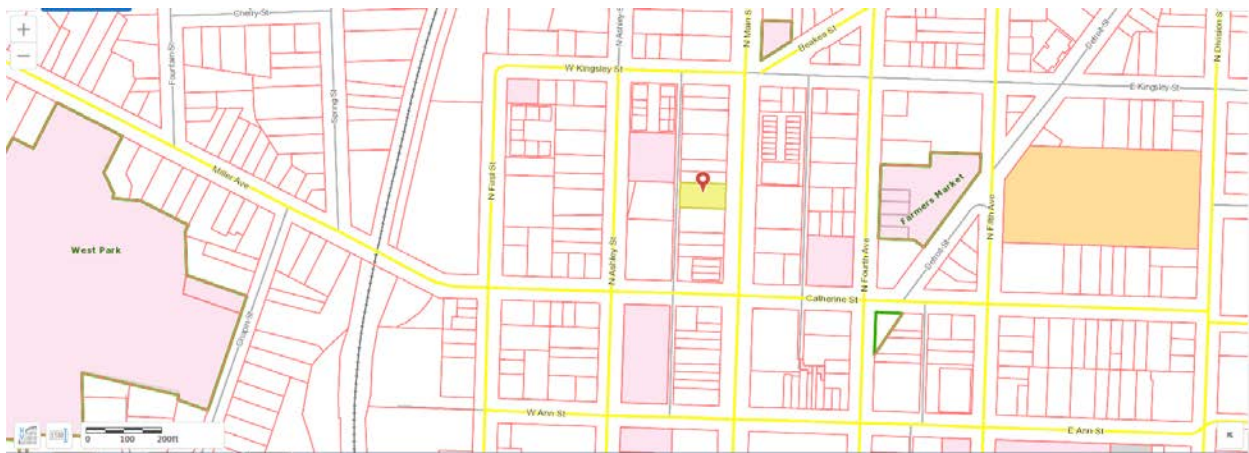 Cherry St
Fountain St
Spring St
N Ashley St
N Main S
Beakes St
Detroit St
N Division St
W Kingsley St
E Kingsley St
Miller Ave
N First St
Farmers Market
West Park
N Ashley St
N Fourth Ave
N Fifth Ave
Detroit St
Catherine St
Chapin St
W Ann St
E Ann St
0 100 200ft